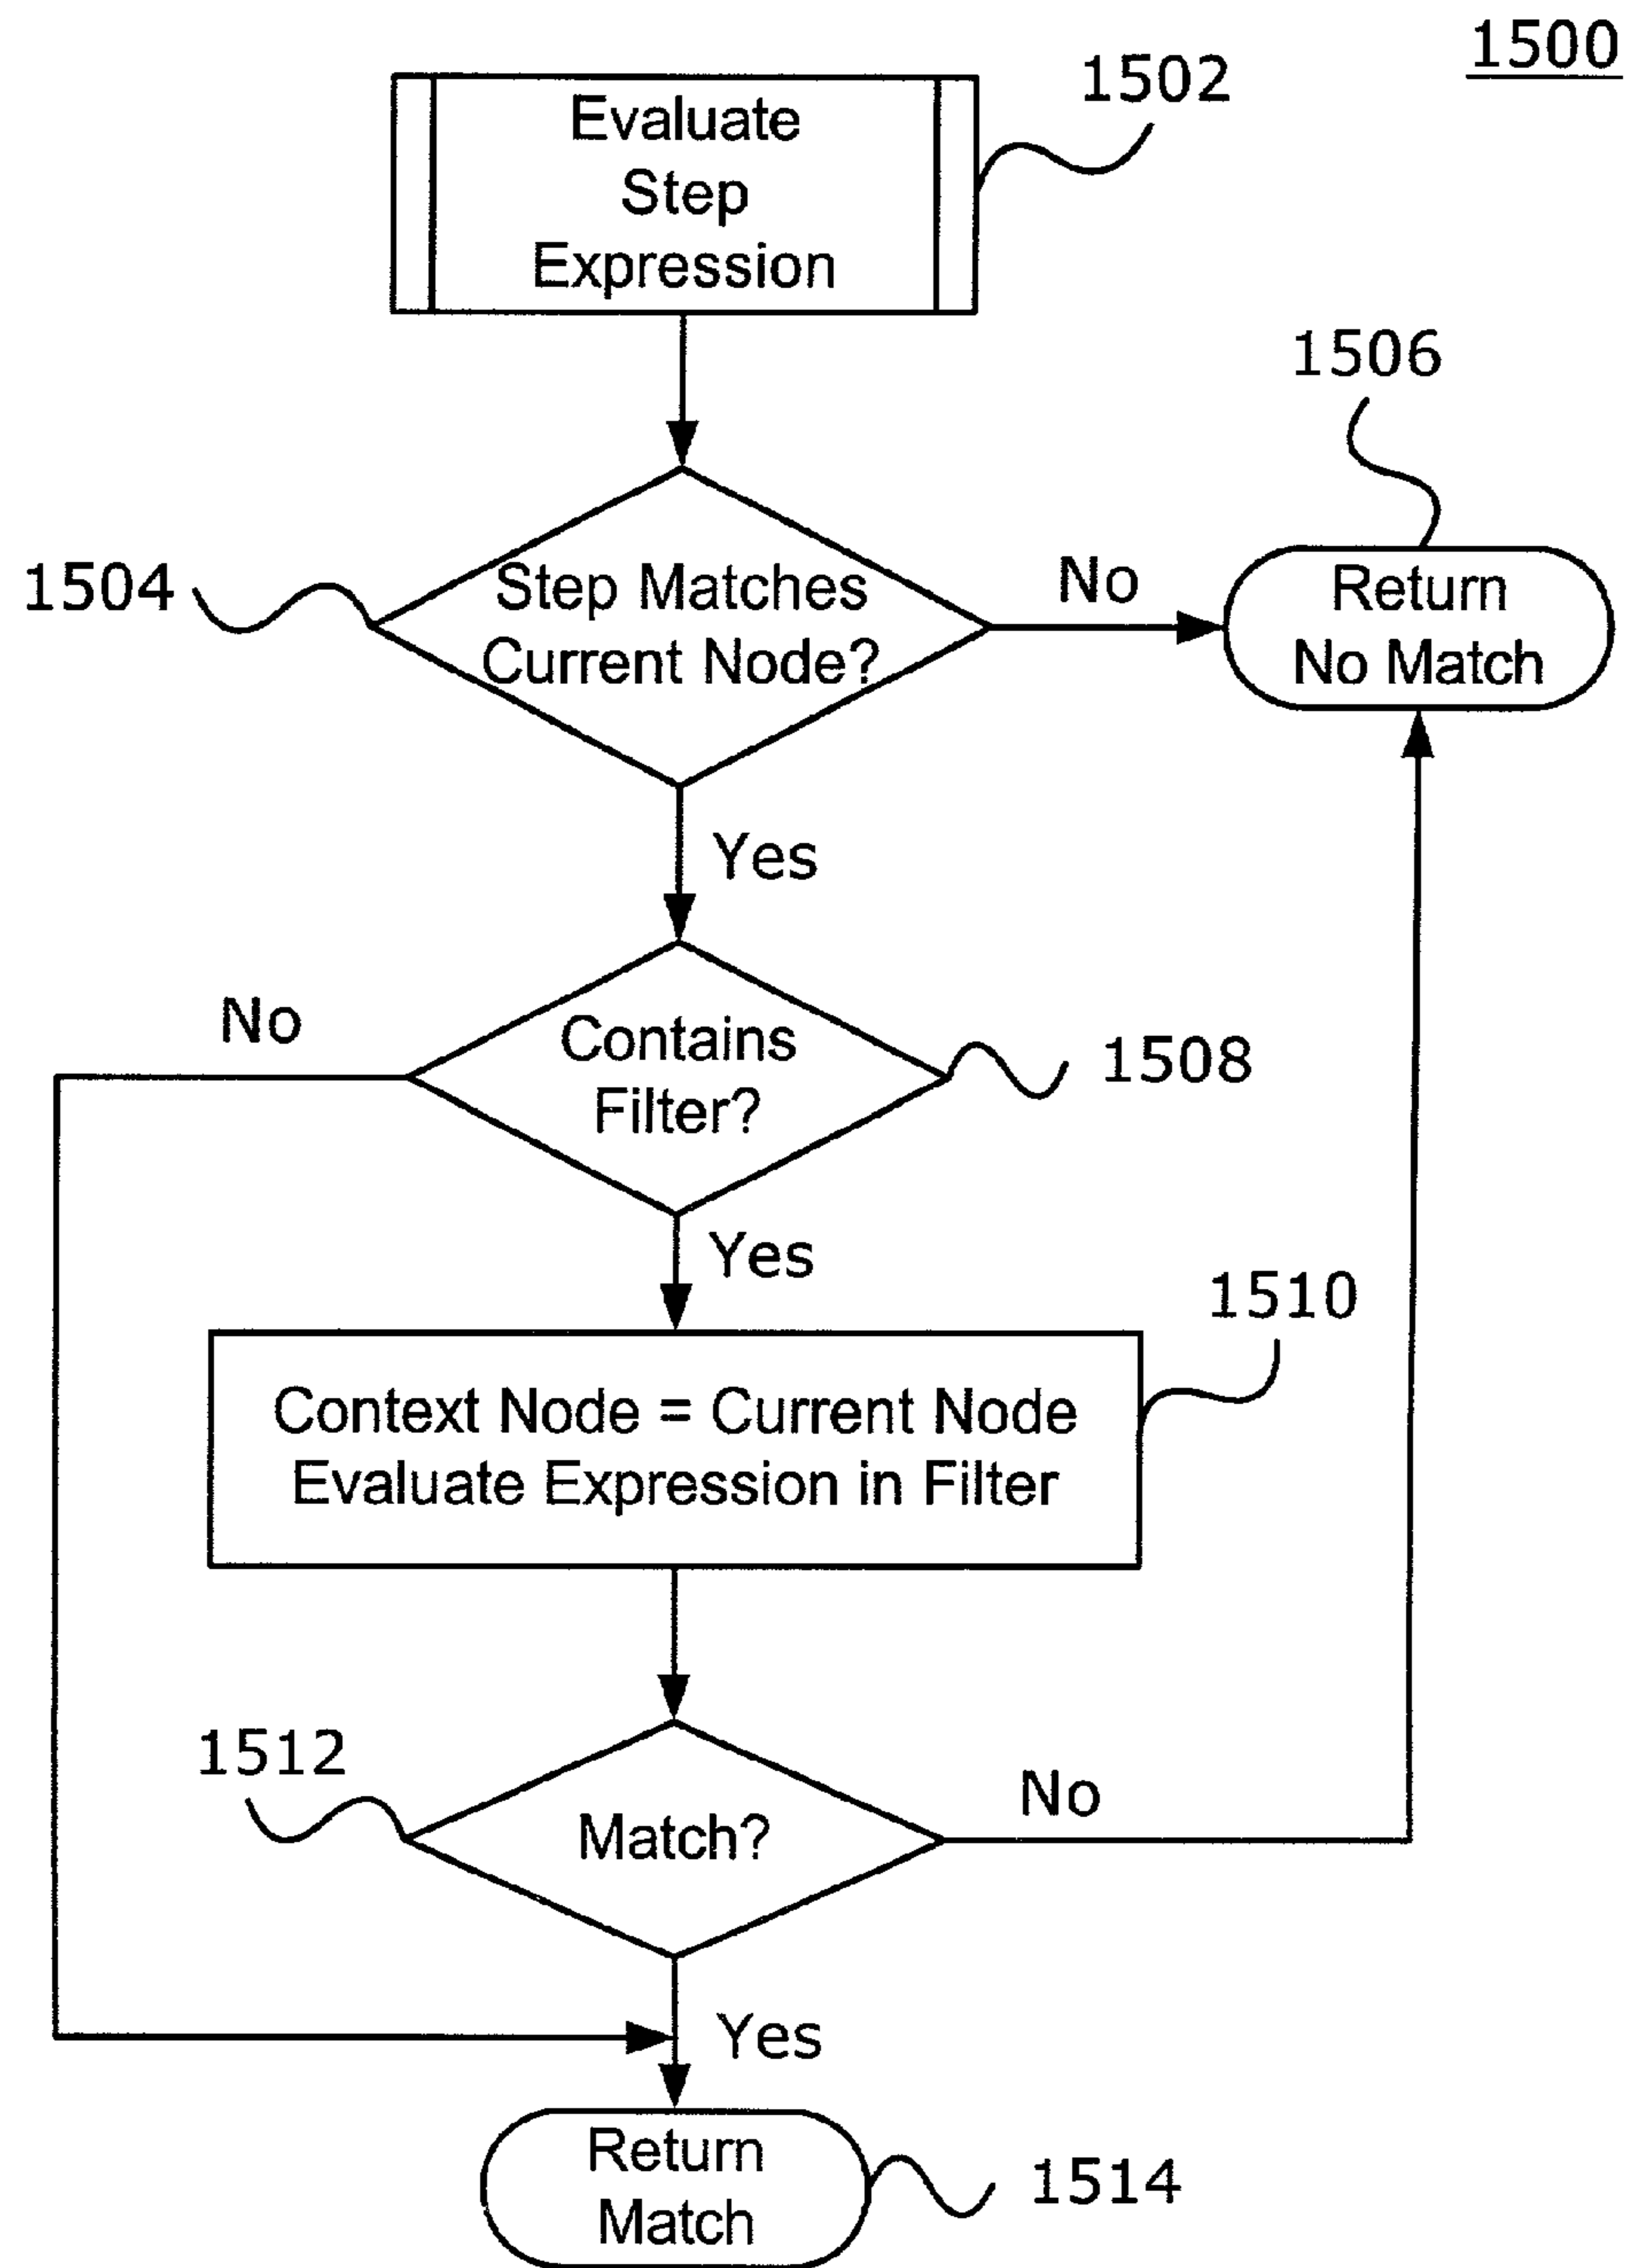 1500
1502
Evaluate
Step
Expression
1506
1504
Step Matches
Current Node?
No
Return
No Match
Yes
No
Contains
Filter?
1508
Yes
1510
Context Node = Current Node
Evaluate Expression in Filter
1512
Match?
No
Yes
Return
Match
1514